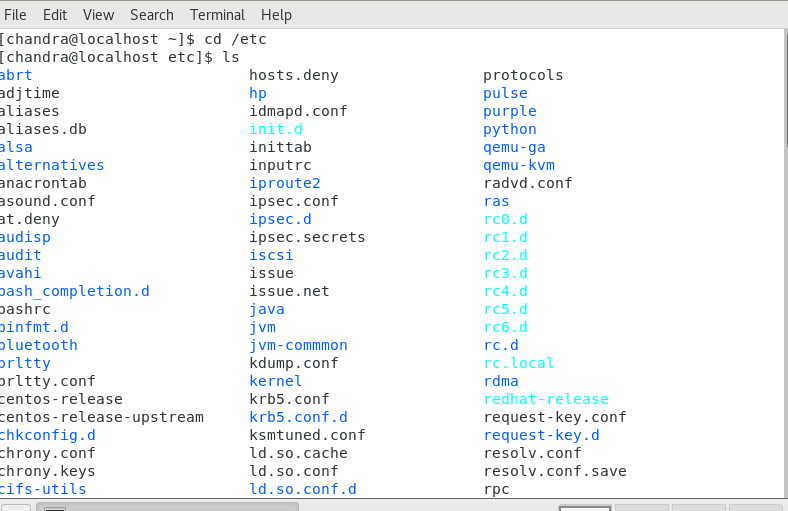 File Edit View Search Terminal Help
[chandra@localhost ~]$ cd /etc
[chandra@localhost etc]$ ls
abrt hosts.deny protocols
adjtime hp pulse
aliases idmapd.conf purple
aliases.db init.d python
alsa inittab qemu-ga
alternatives inputrc qemu-kvm
anacrontab iproute2 radvd.conf
asound.conf ipsec.conf ras
at.deny ipsec.d rc0.d
audisp ipsec.secrets rc1.d
audit iscsi rc2.d
avahi issue rc3.d
bash_completion.d issue.net rc4.d
bashrc java rc5.d
binfmt.d jvm rc6.d
bluetooth jvm-commmon rc.d
brltty kdump.conf rc.local
brltty.conf kernel rdma
centos-release krb5.conf redhat-release
centos-release-upstream krb5.conf.d request-key.conf
chkconfig.d ksmtuned.conf request-key.d
chrony.conf ld.so.cache resolv.conf
chrony.keys ld.so.conf resolv.conf.save
cifs-utils ld.so.conf.d rpc